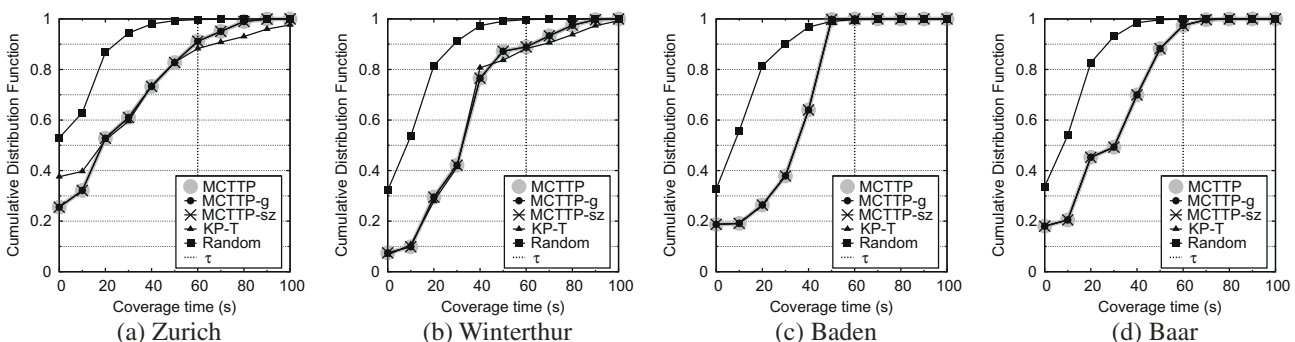 Cumulative Distribution Function
1
0.8
0.6
0.4
0.2
0
0 20 40 60 80 100
Coverage time (s)
MCTTP
MCTTP-g
MCTTP-sz
KP-T
Random
τ
(a) Zurich
Cumulative Distribution Function
1
0.8
0.6
0.4
0.2
0
0 20 40 60 80 100
Coverage time (s)
MCTTP
MCTTP-g
MCTTP-sz
KP-T
Random
τ
(b) Winterthur
Cumulative Distribution Function
1
0.8
0.6
0.4
0.2
0
0 20 40 60 80 100
Coverage time (s)
MCTTP
MCTTP-g
MCTTP-sz
KP-T
Random
τ
(c) Baden
Cumulative Distribution Function
1
0.8
0.6
0.4
0.2
0
0 20 40 60 80 100
Coverage time (s)
MCTTP
MCTTP-g
MCTTP-sz
KP-T
Random
τ
(d) Baar